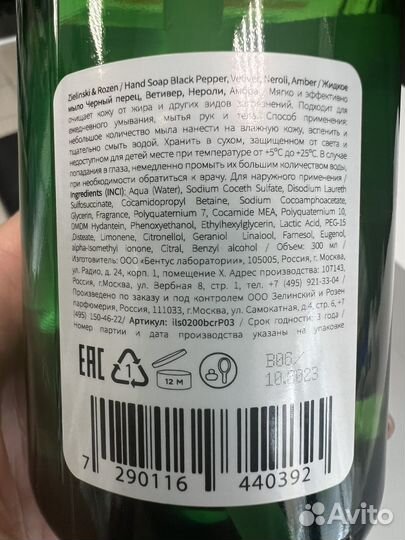 Zielinski & Rozen / Hand Soap Black Pepper, Vetiver, Neroli, Amber / Жидкое
мыло Черный перец, Ветивер, Нероли, Амбра / Мягко и эффективно
очищает кожу от жира и других видов загрязнений. Подходит для
ежедневного умывания, мытья рук и тела. Способ применения:
небольшое количество мыла нанести на влажную кожу, вспенить и
тщательно смыть водой. Хранить в сухом, защищенном от света и
недоступном для детей месте при температуре от +5°C до +25°C. В случае
попадания в глаза, немедленно промыть их большим количеством воды,
при необходимости обратиться к врачу. Для наружного применения /
Ingredients (INCI): Aqua (Water), Sodium Coceth Sulfate, Disodium Laureth
Sulfosuccinate, Cocamidopropyl Betaine, Sodium Cocoamphoacetate,
Glycerin, Fragrance, Polyquaternium 7, Cocamide MEA, Polyquaternium 10,
DMDM Hydantein, Phenoxyethanol, Ethylhexylglycerin, Lactic Acid, PEG-15
,Disteate, Limonene, Citronellol, Geraniol Linalool, Farnesol, Eugenol,
alpha-Isomethyl ionone, Citral, Benzyl alcohol / Объем: 300 мл /
Изготовитель: ООО «Бентус лаборатории», 105005, Россия, г. Москва,
ул. Радио, д. 24, корп. 1, помещение X. Адрес производства: 107143,
Россия, г. Москва, ул. Вербная 8, стр. 1, +7 (495) 921-33-04 /
Произведено по заказу и под контролем ООО Зелинский и Розен
парфюмерия, Россия, 111033, г. Москва, ул. Самокатная, д.4, стр. 6, +7
(495) 150-46-22/ Артикул: ils0200bcrP03 / Срок годности: 3 года /
Номер партии и дату производства смотреть на упаковке
EAC
1
12 M
B06/
10.2023
7 290116 440392
Avito